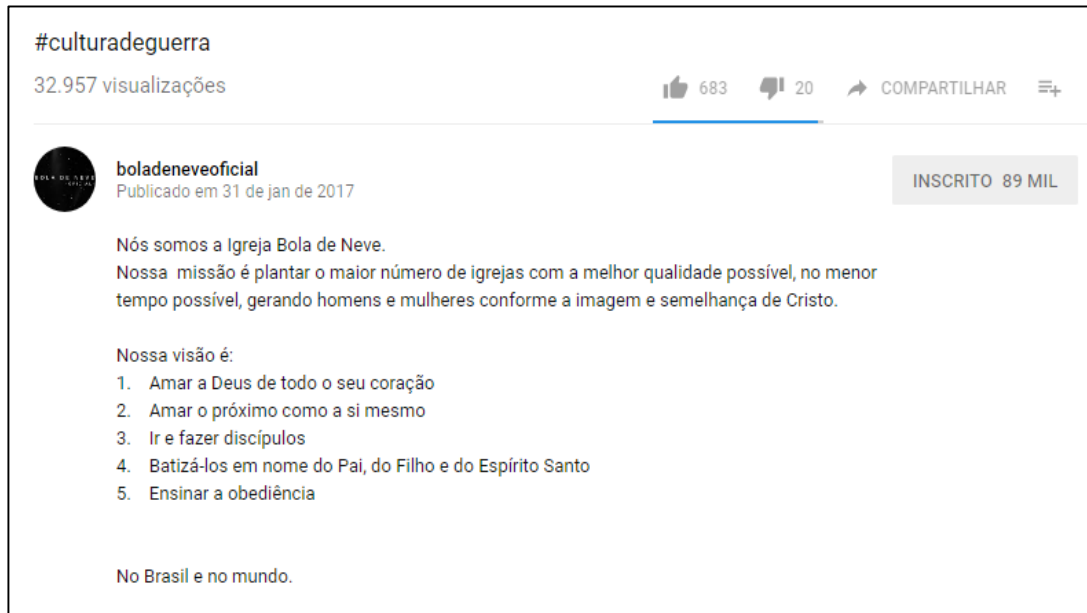 #culturadeguerra
32.957 visualizações
683 20 COMPARTILHAR
BOLA DE NEVE
OFICIAL
boladeneveoficial
Publicado em 31 de jan de 2017
INSCRITO 89 MIL
Nós somos a Igreja Bola de Neve.
Nossa missão é plantar o maior número de igrejas com a melhor qualidade possível, no menor
tempo possível, gerando homens e mulheres conforme a imagem e semelhança de Cristo.
Nossa visão é:
1. Amar a Deus de todo o seu coração
2. Amar o próximo como a si mesmo
3. Ir e fazer discípulos
4. Batizá-los em nome do Pai, do Filho e do Espírito Santo
5. Ensinar a obediência
No Brasil e no mundo.